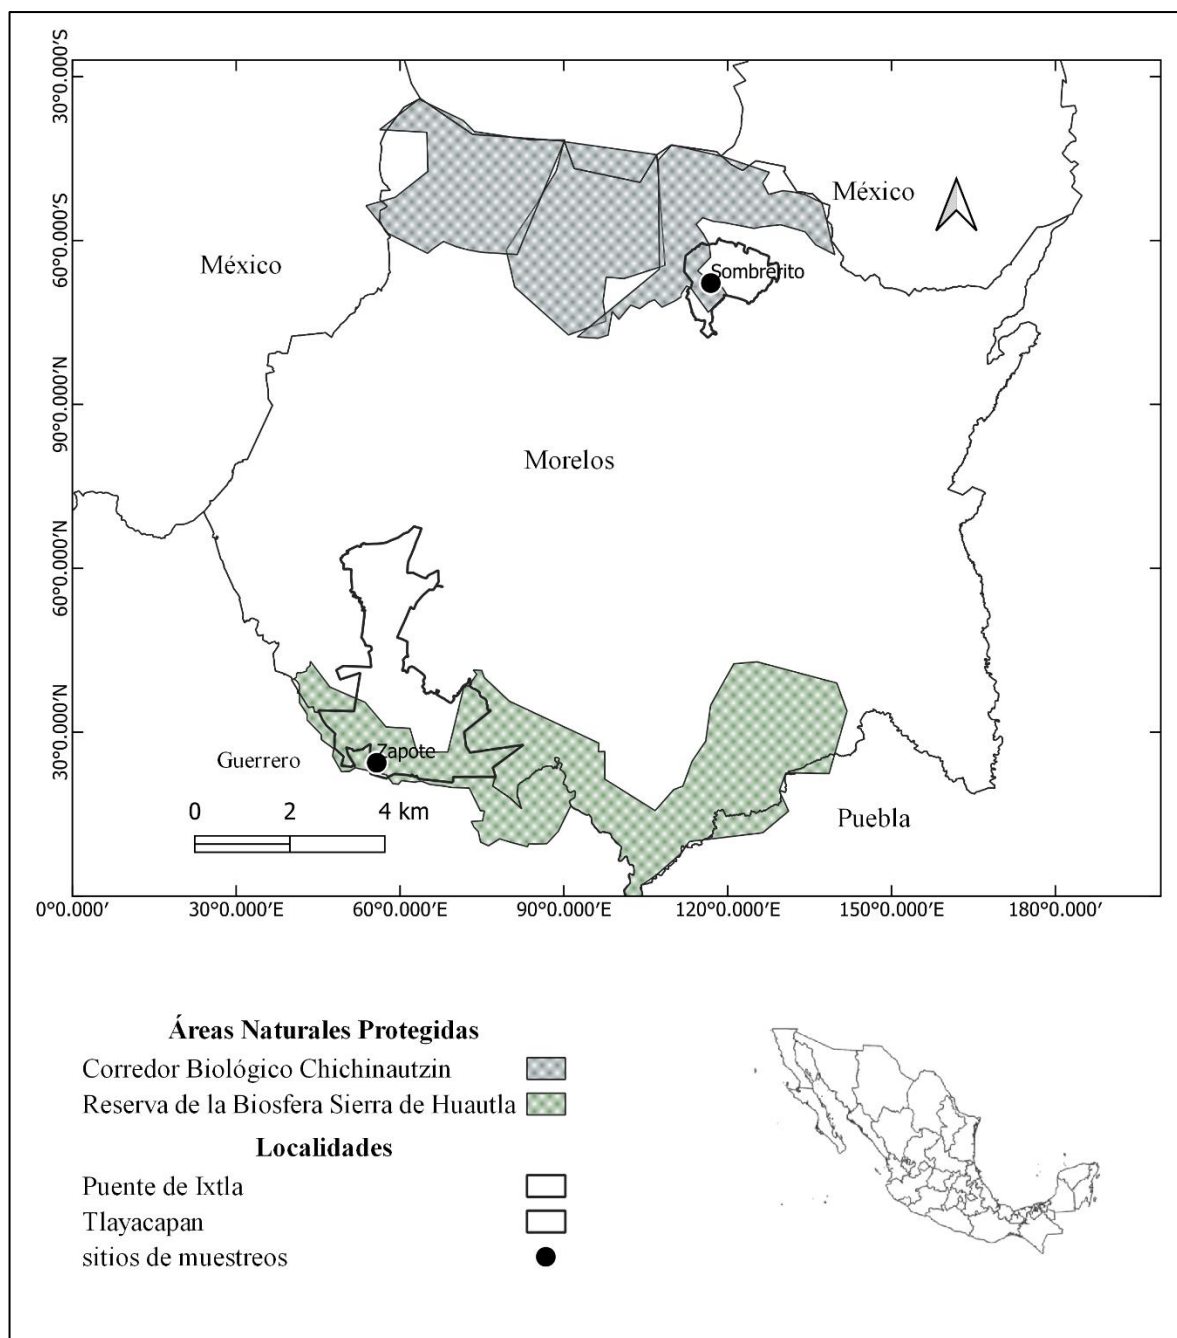 30°0.000'S
60°0.000'S
90°0.000'N
60°0.000'N
30°0.000'N
México
México
Sombrerito
Morelos
Zapote
Guerrero
Puebla
0 2 4 km
0°0.000' 30°0.000'E 60°0.000'E 90°0.000'E 120°0.000'E 150°0.000'E 180°0.000'
Áreas Naturales Protegidas
Corredor Biológico Chichinautzin
Reserva de la Biosfera Sierra de Huautla
Localidades
Puente de Ixtla
Tlayacapan
sitios de muestreos